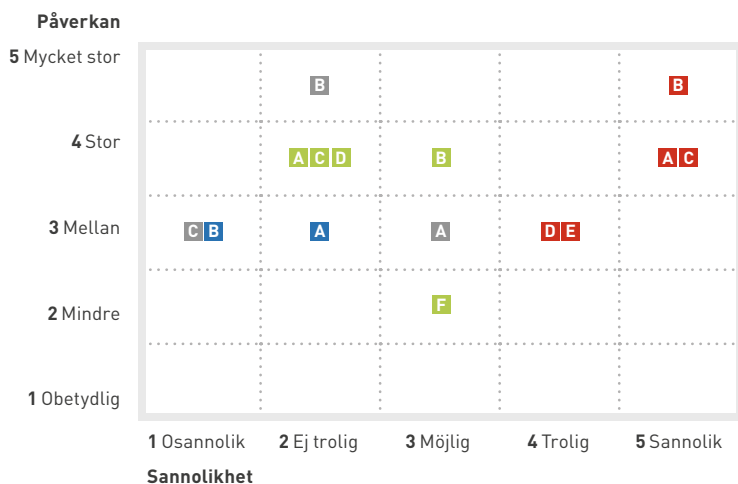 Påverkan
5 Mycket stor
B B
4 Stor
A C D B A C
3 Mellan
C B A A D E
2 Mindre
F
1 Obetydlig
1 Osannolik 2 Ej trolig 3 Möjlig 4 Trolig 5 Sannolik
Sannolikhet